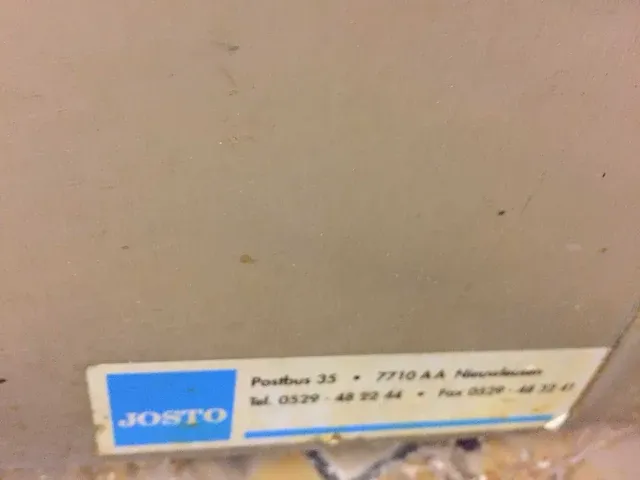 JOSTO
Postbus 35 • 7710 AA Nieuwleusen
Tel. 0529 - 48 22 44 • Fax 0529 - 48 32 41